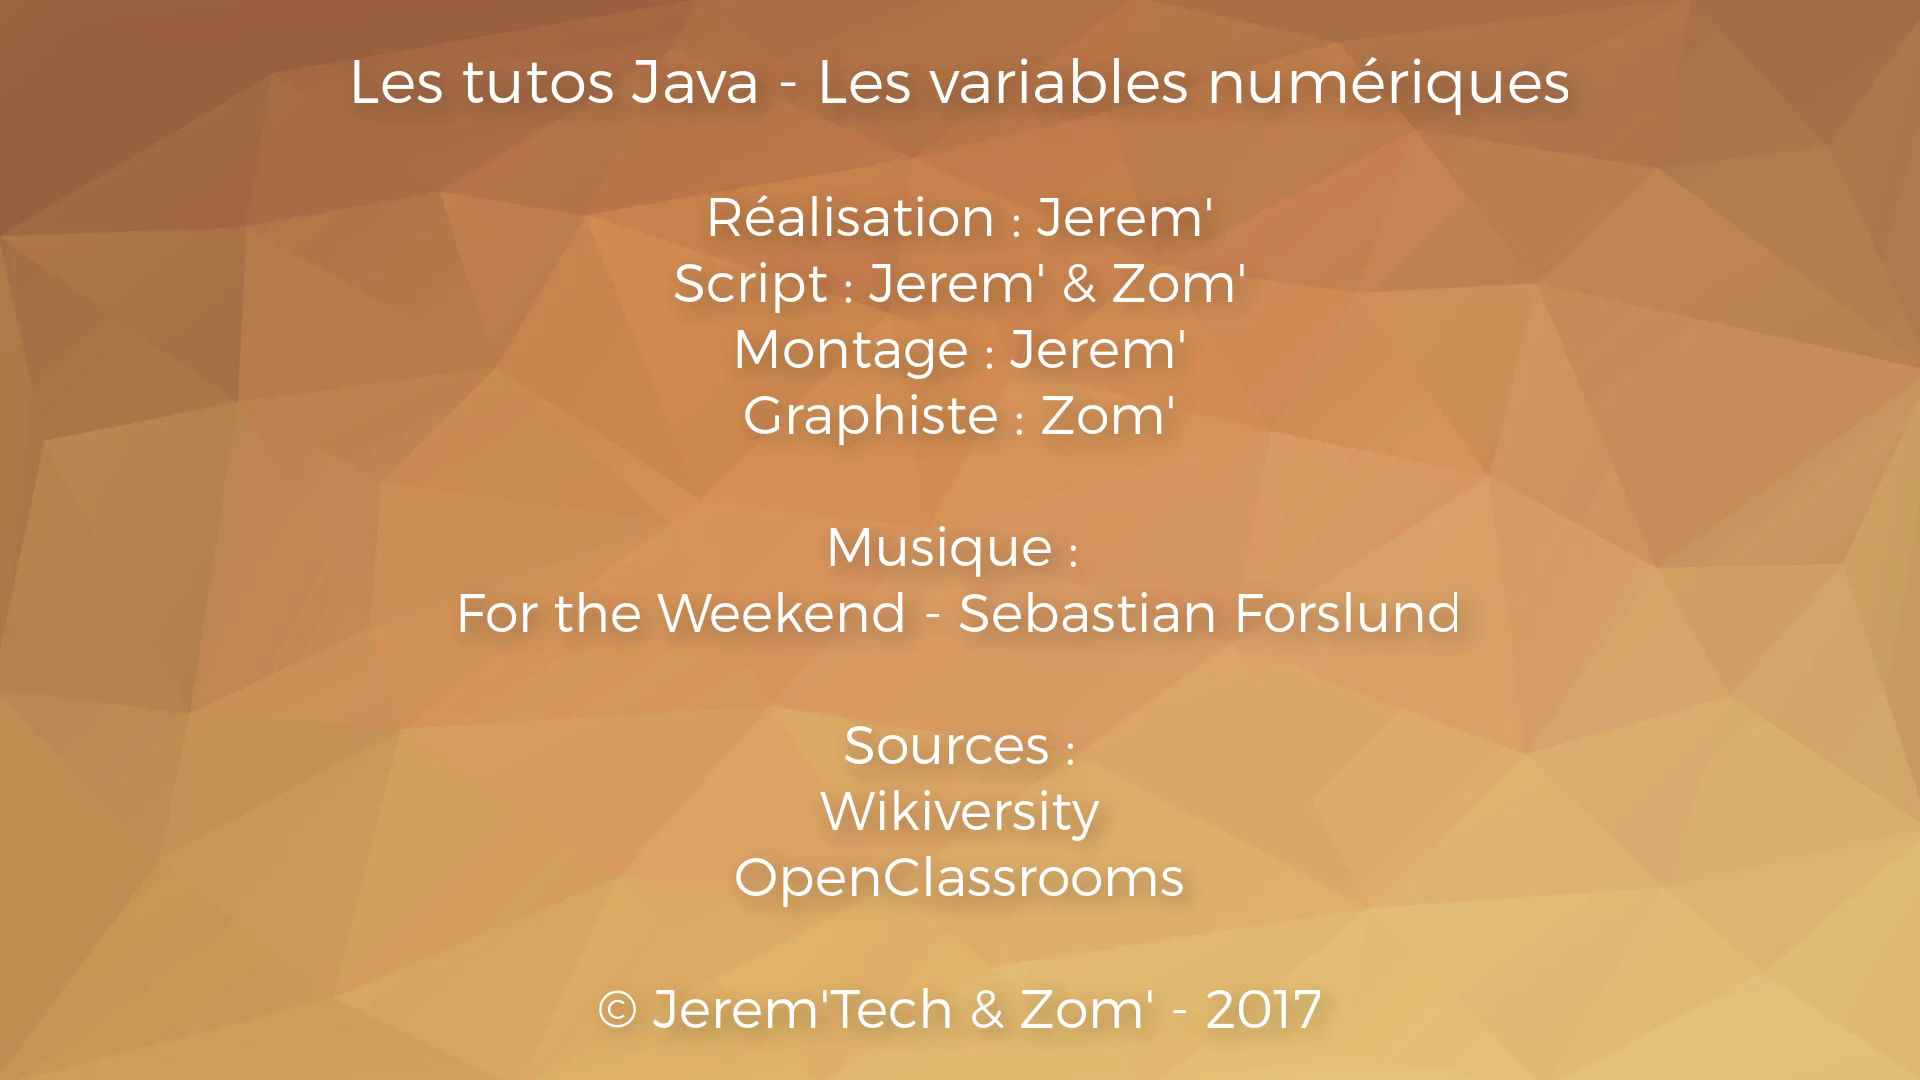 Les tutos Java - Les variables numériques
Réalisation : Jerem'
Script : Jerem' & Zom'
Montage : Jerem'
Graphiste : Zom'
Musique :
For the Weekend - Sebastian Forslund
Sources :
Wikiversity
OpenClassrooms
© Jerem'Tech & Zom' - 2017